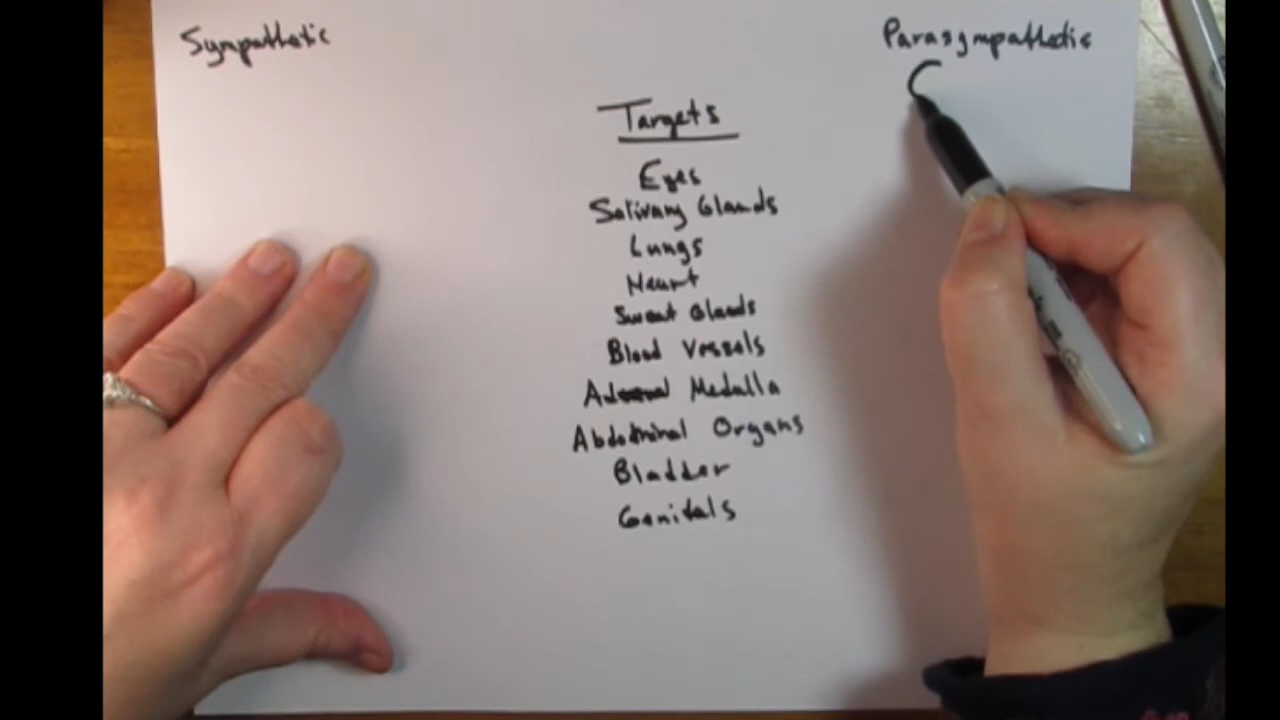 Sympathetic
Parasympathetic
Targets
Eyes
Salivary Glands
Lungs
Heart
Sweat Glands
Blood Vessels
Adrenal Medulla
Abdominal Organs
Bladder
Genitals